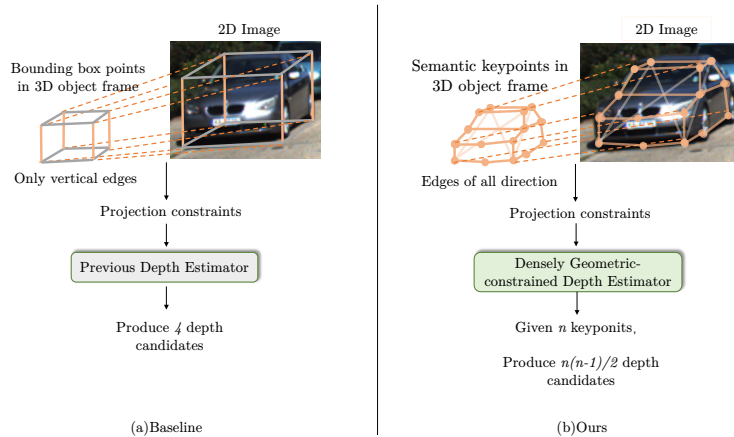 2D Image
Bounding box points
in 3D object frame
Only vertical edges
Projection constraints
Previous Depth Estimator
Produce 4 depth
candidates
(a)Baseline
2D Image
Semantic keypoints in
3D object frame
Edges of all direction
Projection constraints
Densely Geometric-
constrained Depth Estimator
Given n keyponits,
Produce n(n-1)/2 depth
candidates
(b)Ours